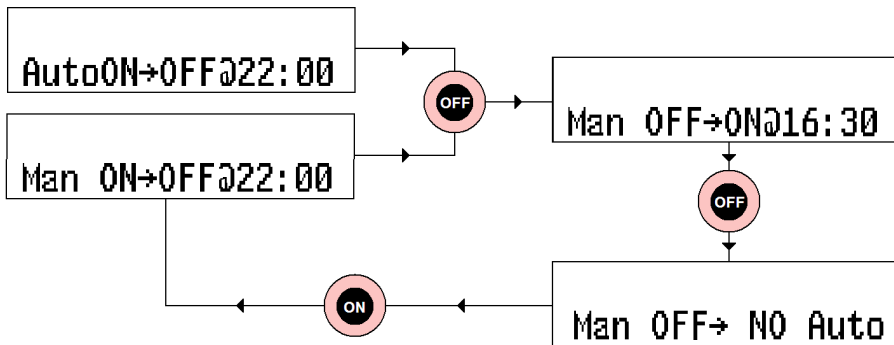 AutoON→OFF@22:00
OFF
Man OFF→ON@16:30
Man ON→OFF@22:00
OFF
ON
Man OFF→ NO Auto